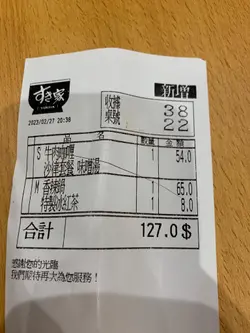 すき家
2023/02/27 20:38
新增
收據 38
桌號 22
品 名 數量 金額
S 牛肉咖喱 1 54.0
沙律套餐 味噌湯
M 香辣鍋 1 65.0
特製冰紅茶 1 8.0
合計 127.0$
感謝您的光臨
我們期待再次為您服務！